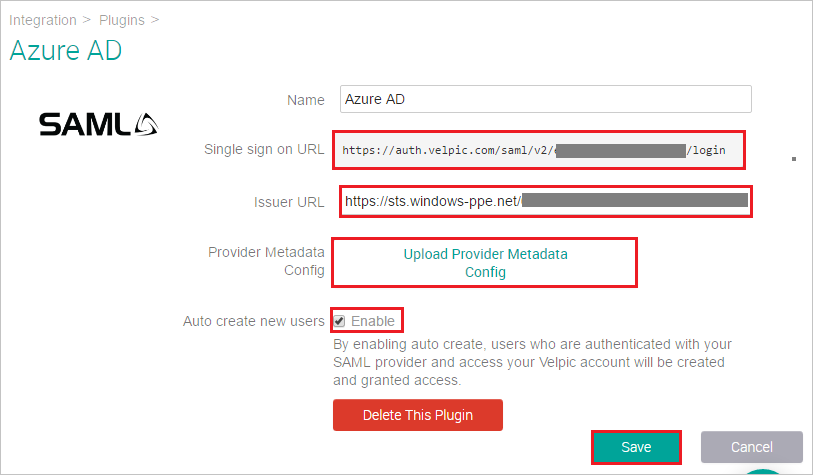 Integration > Plugins >
Azure AD
SAML
Name Azure AD
Single sign on URL https://auth.velpic.com/saml/v2/ /login
Issuer URL https://sts.windows-ppe.net/
Provider Metadata
Config
Upload Provider Metadata
Config
Auto create new users Enable
By enabling auto create, users who are authenticated with your
SAML provider and access your Velpic account will be created
and granted access.
Delete This Plugin
Save Cancel